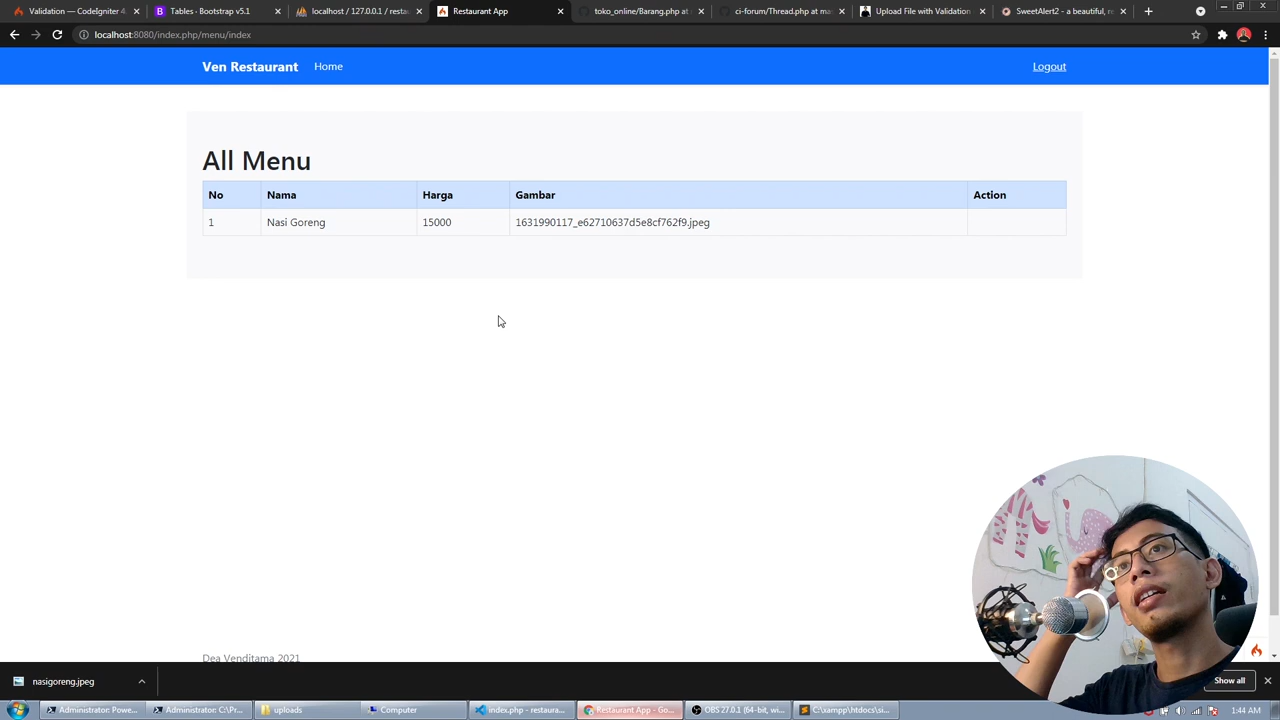 Validation — CodeIgniter 4. Tables · Bootstrap v5.1 localhost / 127.0.0.1 / resta Restaurant App toko_online/Barang.php at ci-forum/Thread.php at ma Upload File with Validation SweetAlert2 - a beautiful, re
localhost:8080/index.php/menu/index
Ven Restaurant Home Logout
All Menu
No Nama Harga Gambar Action
1 Nasi Goreng 15000 1631990117_e62710637d5e8cf762f9.jpeg
Dea Venditama 2021
nasigoreng.jpeg Show all
Administrator: Powe... Administrator: C:\Pr... uploads Computer index.php - restaura... Restaurant App - Go... OBS 27.0.1 (64-bit, wi... C:\xampp\htdocs\si... 1:44 AM